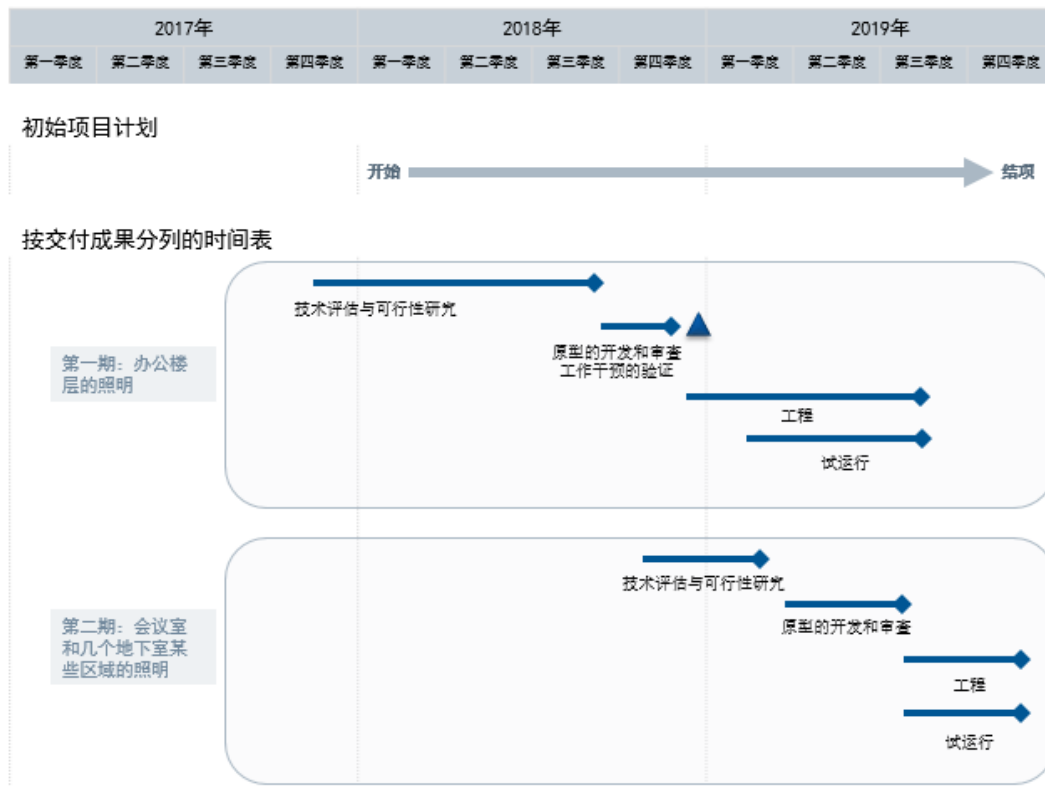 2017年 2018年 2019年
第一季度 第二季度 第三季度 第四季度 第一季度 第二季度 第三季度 第四季度 第一季度 第二季度 第三季度 第四季度
初始项目计划
开始 结项
按交付成果分列的时间表
技术评估与可行性研究
原型的开发和审查
工作干预的验证
第一期：办公楼
层的照明
工程
试运行
技术评估与可行性研究
原型的开发和审查
第二期：会议室
和几个地下室某
些区域的照明
工程
试运行